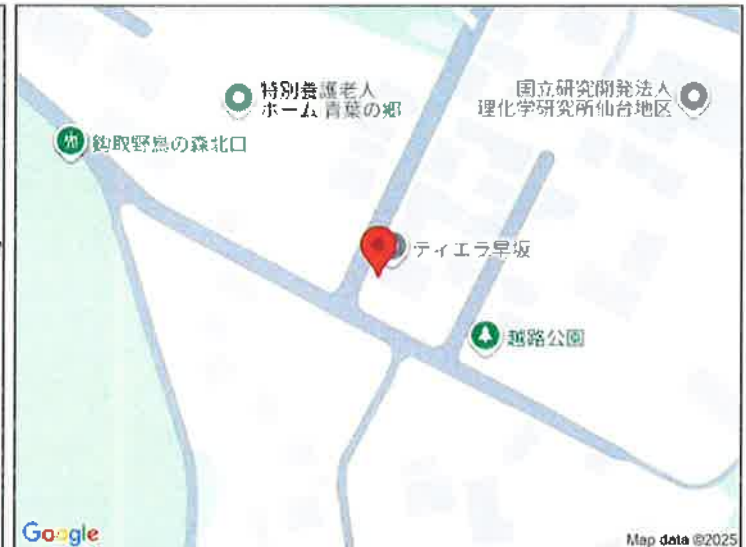 特別養護老人
ホーム 青葉の郷
国立研究開発法人
理化学研究所仙台地区
鈎取野鳥の森北口
ティエラ早坂
越路公園
Google
Map data ©2025